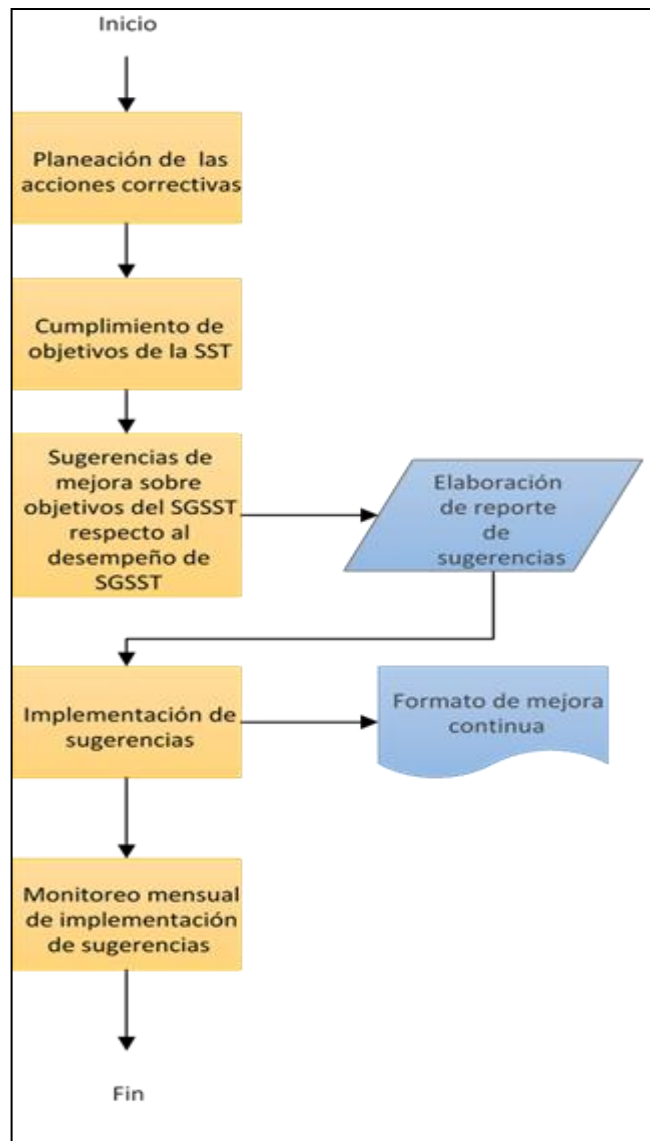 Inicio
Planeación de las
acciones correctivas
Cumplimiento de
objetivos de la SST
Sugerencias de
mejora sobre
objetivos del SGSST
respecto al
desempeño de
SGSST
Elaboración
de reporte
de
sugerencias
Implementación de
sugerencias
Formato de mejora
continua
Monitoreo mensual
de implementación
de sugerencias
Fin